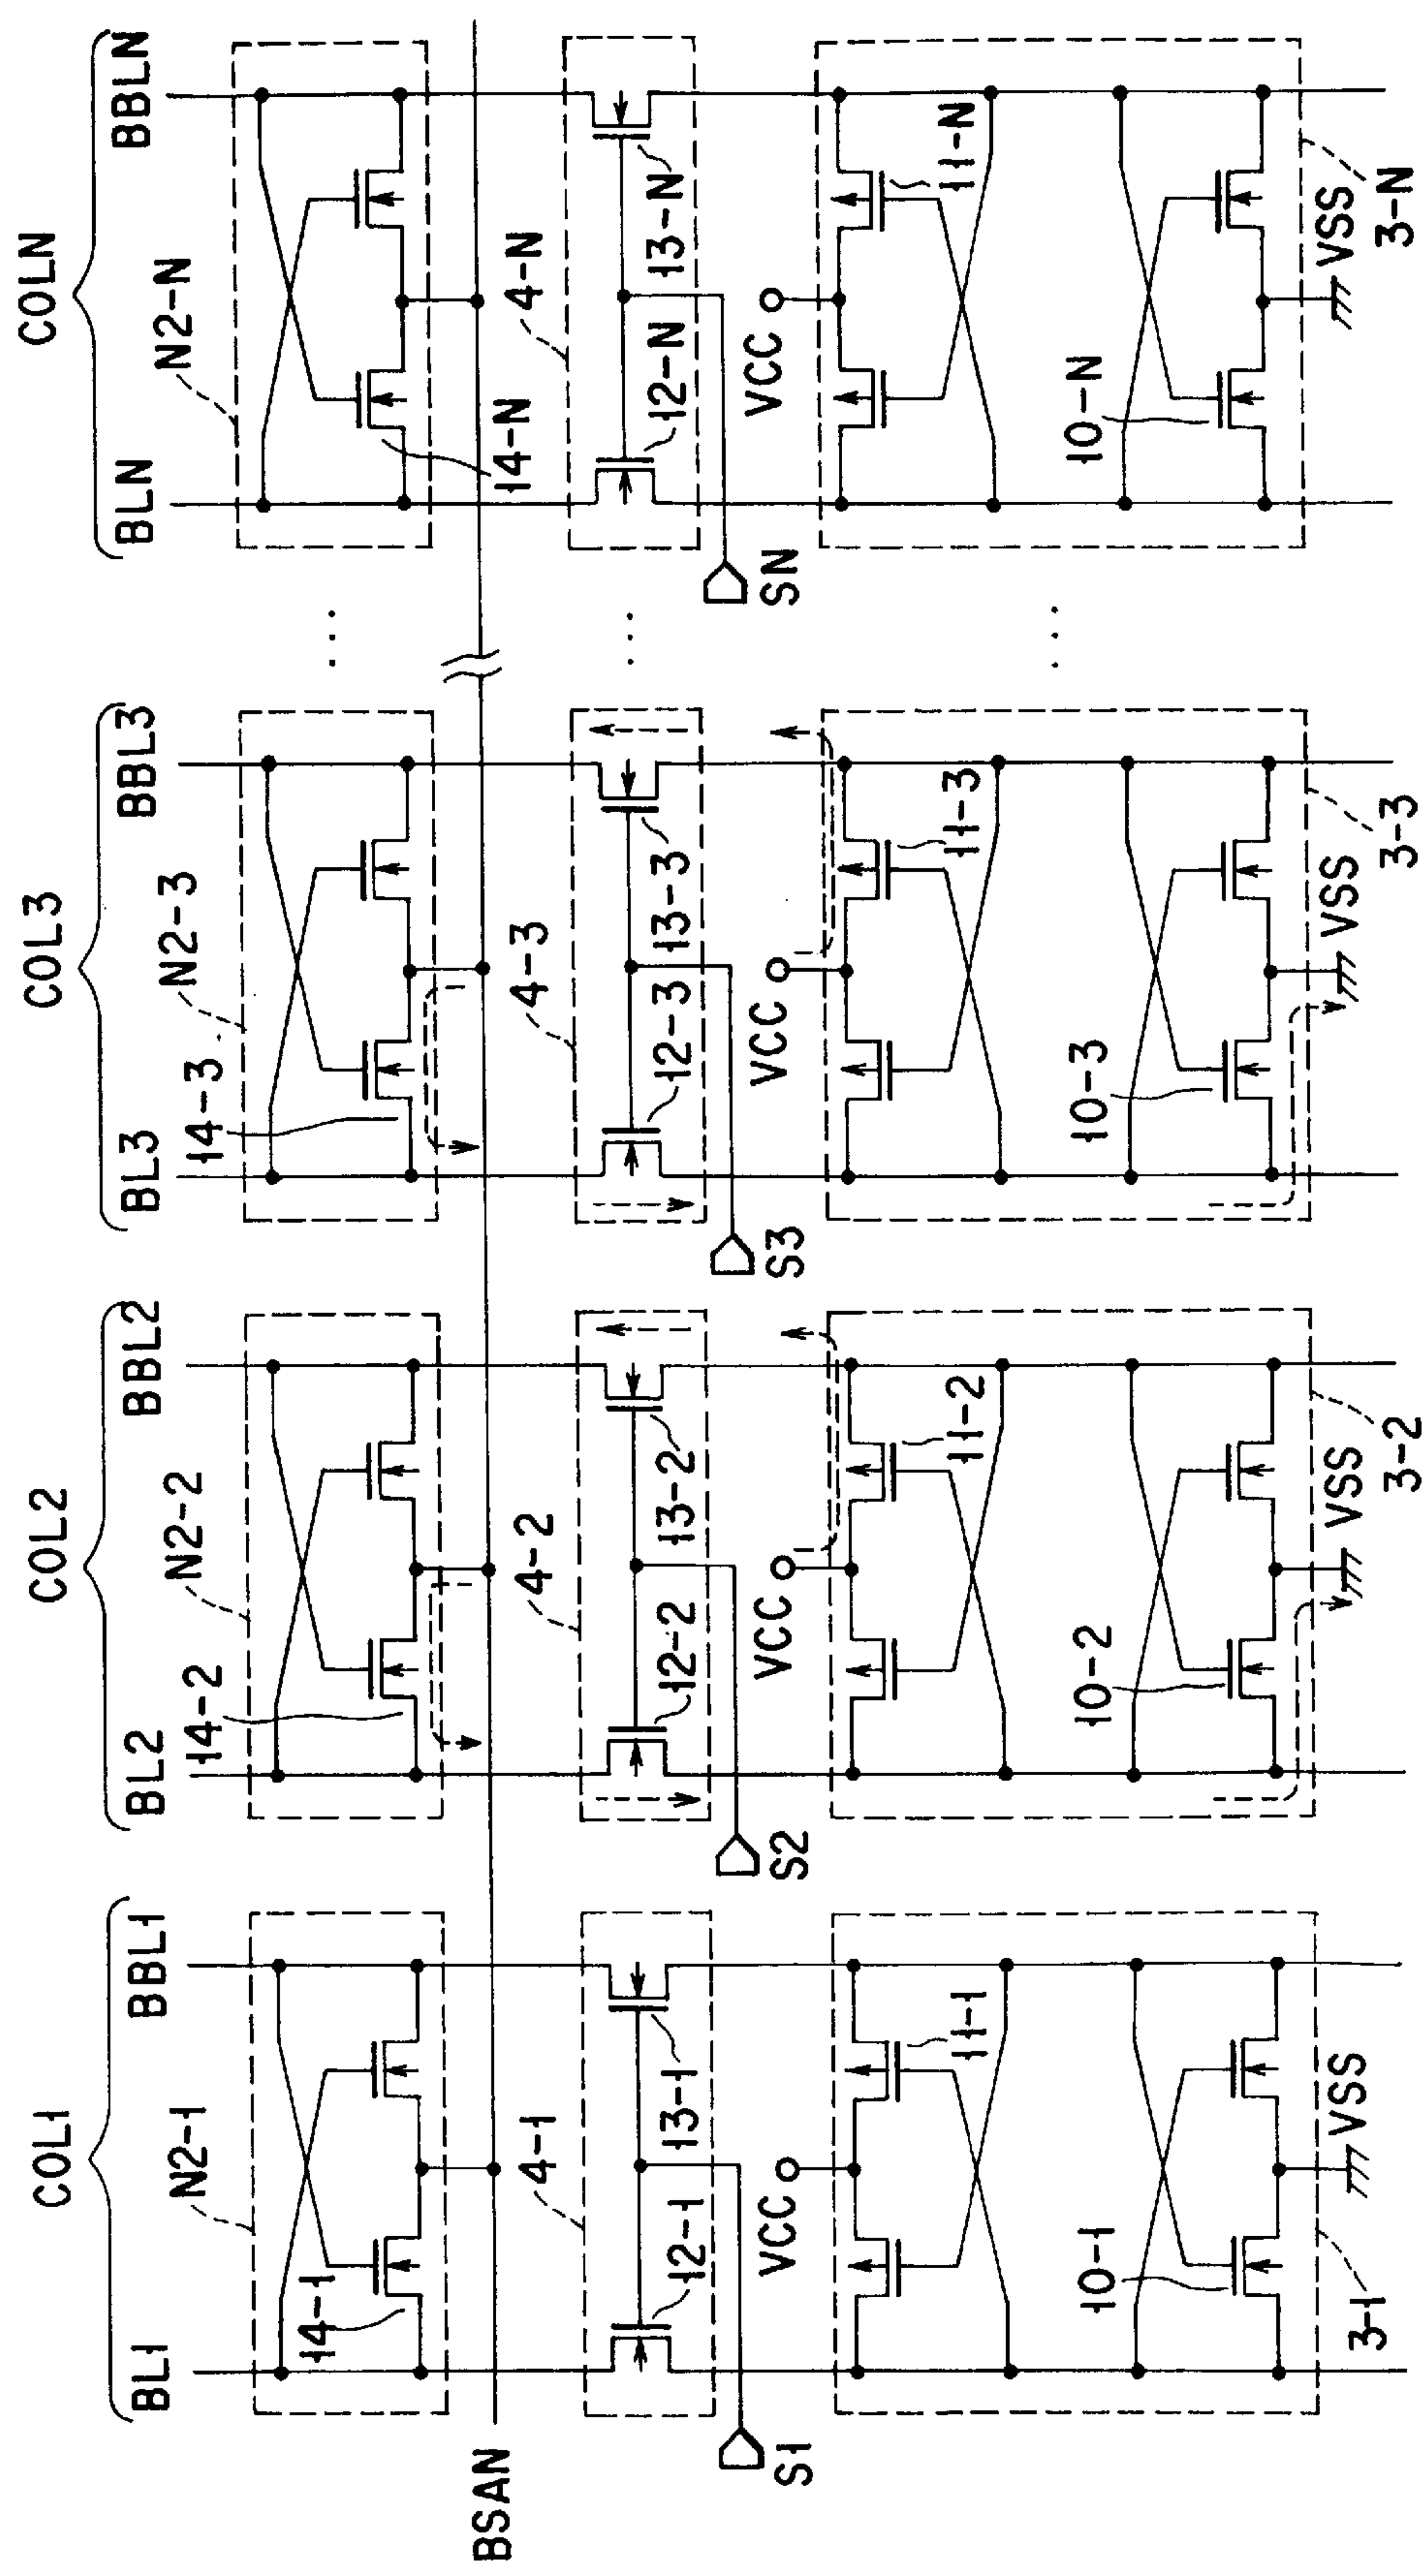 COL1
BL1
BBL1
N2-1
14-1
BSAN
4-1
12-1
13-1
S1
VCC
11-1
10-1
VSS
3-1
COL2
BL2
BBL2
N2-2
14-2
4-2
12-2
13-2
S2
VCC
11-2
10-2
VSS
3-2
COL3
BL3
BBL3
N2-3
14-3
4-3
12-3
13-3
S3
VCC
11-3
10-3
VSS
3-3
COLN
BLN
BBLN
N2-N
14-N
4-N
12-N
13-N
SN
VCC
11-N
10-N
VSS
3-N